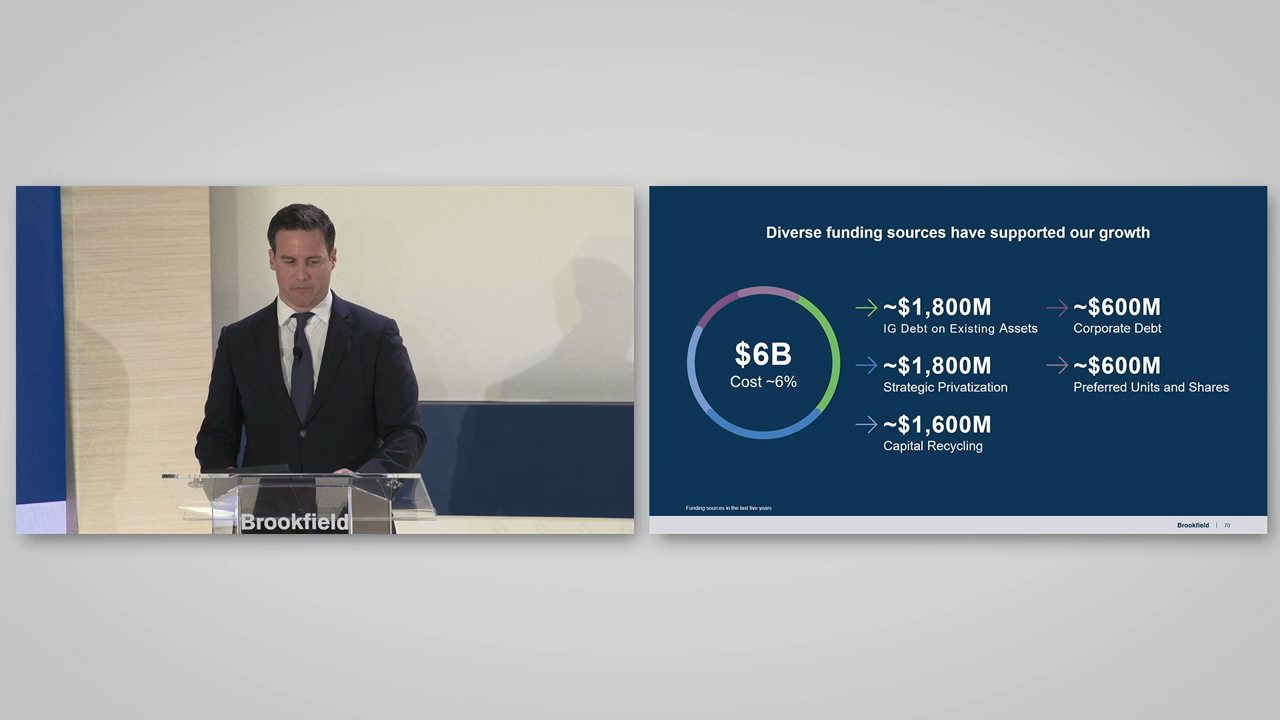 Brookfield
Diverse funding sources have supported our growth
$6B
Cost ~6%
~$1,800M
IG Debt on Existing Assets
~$1,800M
Strategic Privatization
~$1,600M
Capital Recycling
~$600M
Corporate Debt
~$600M
Preferred Units and Shares
Funding sources in the last five years
Brookfield | 70